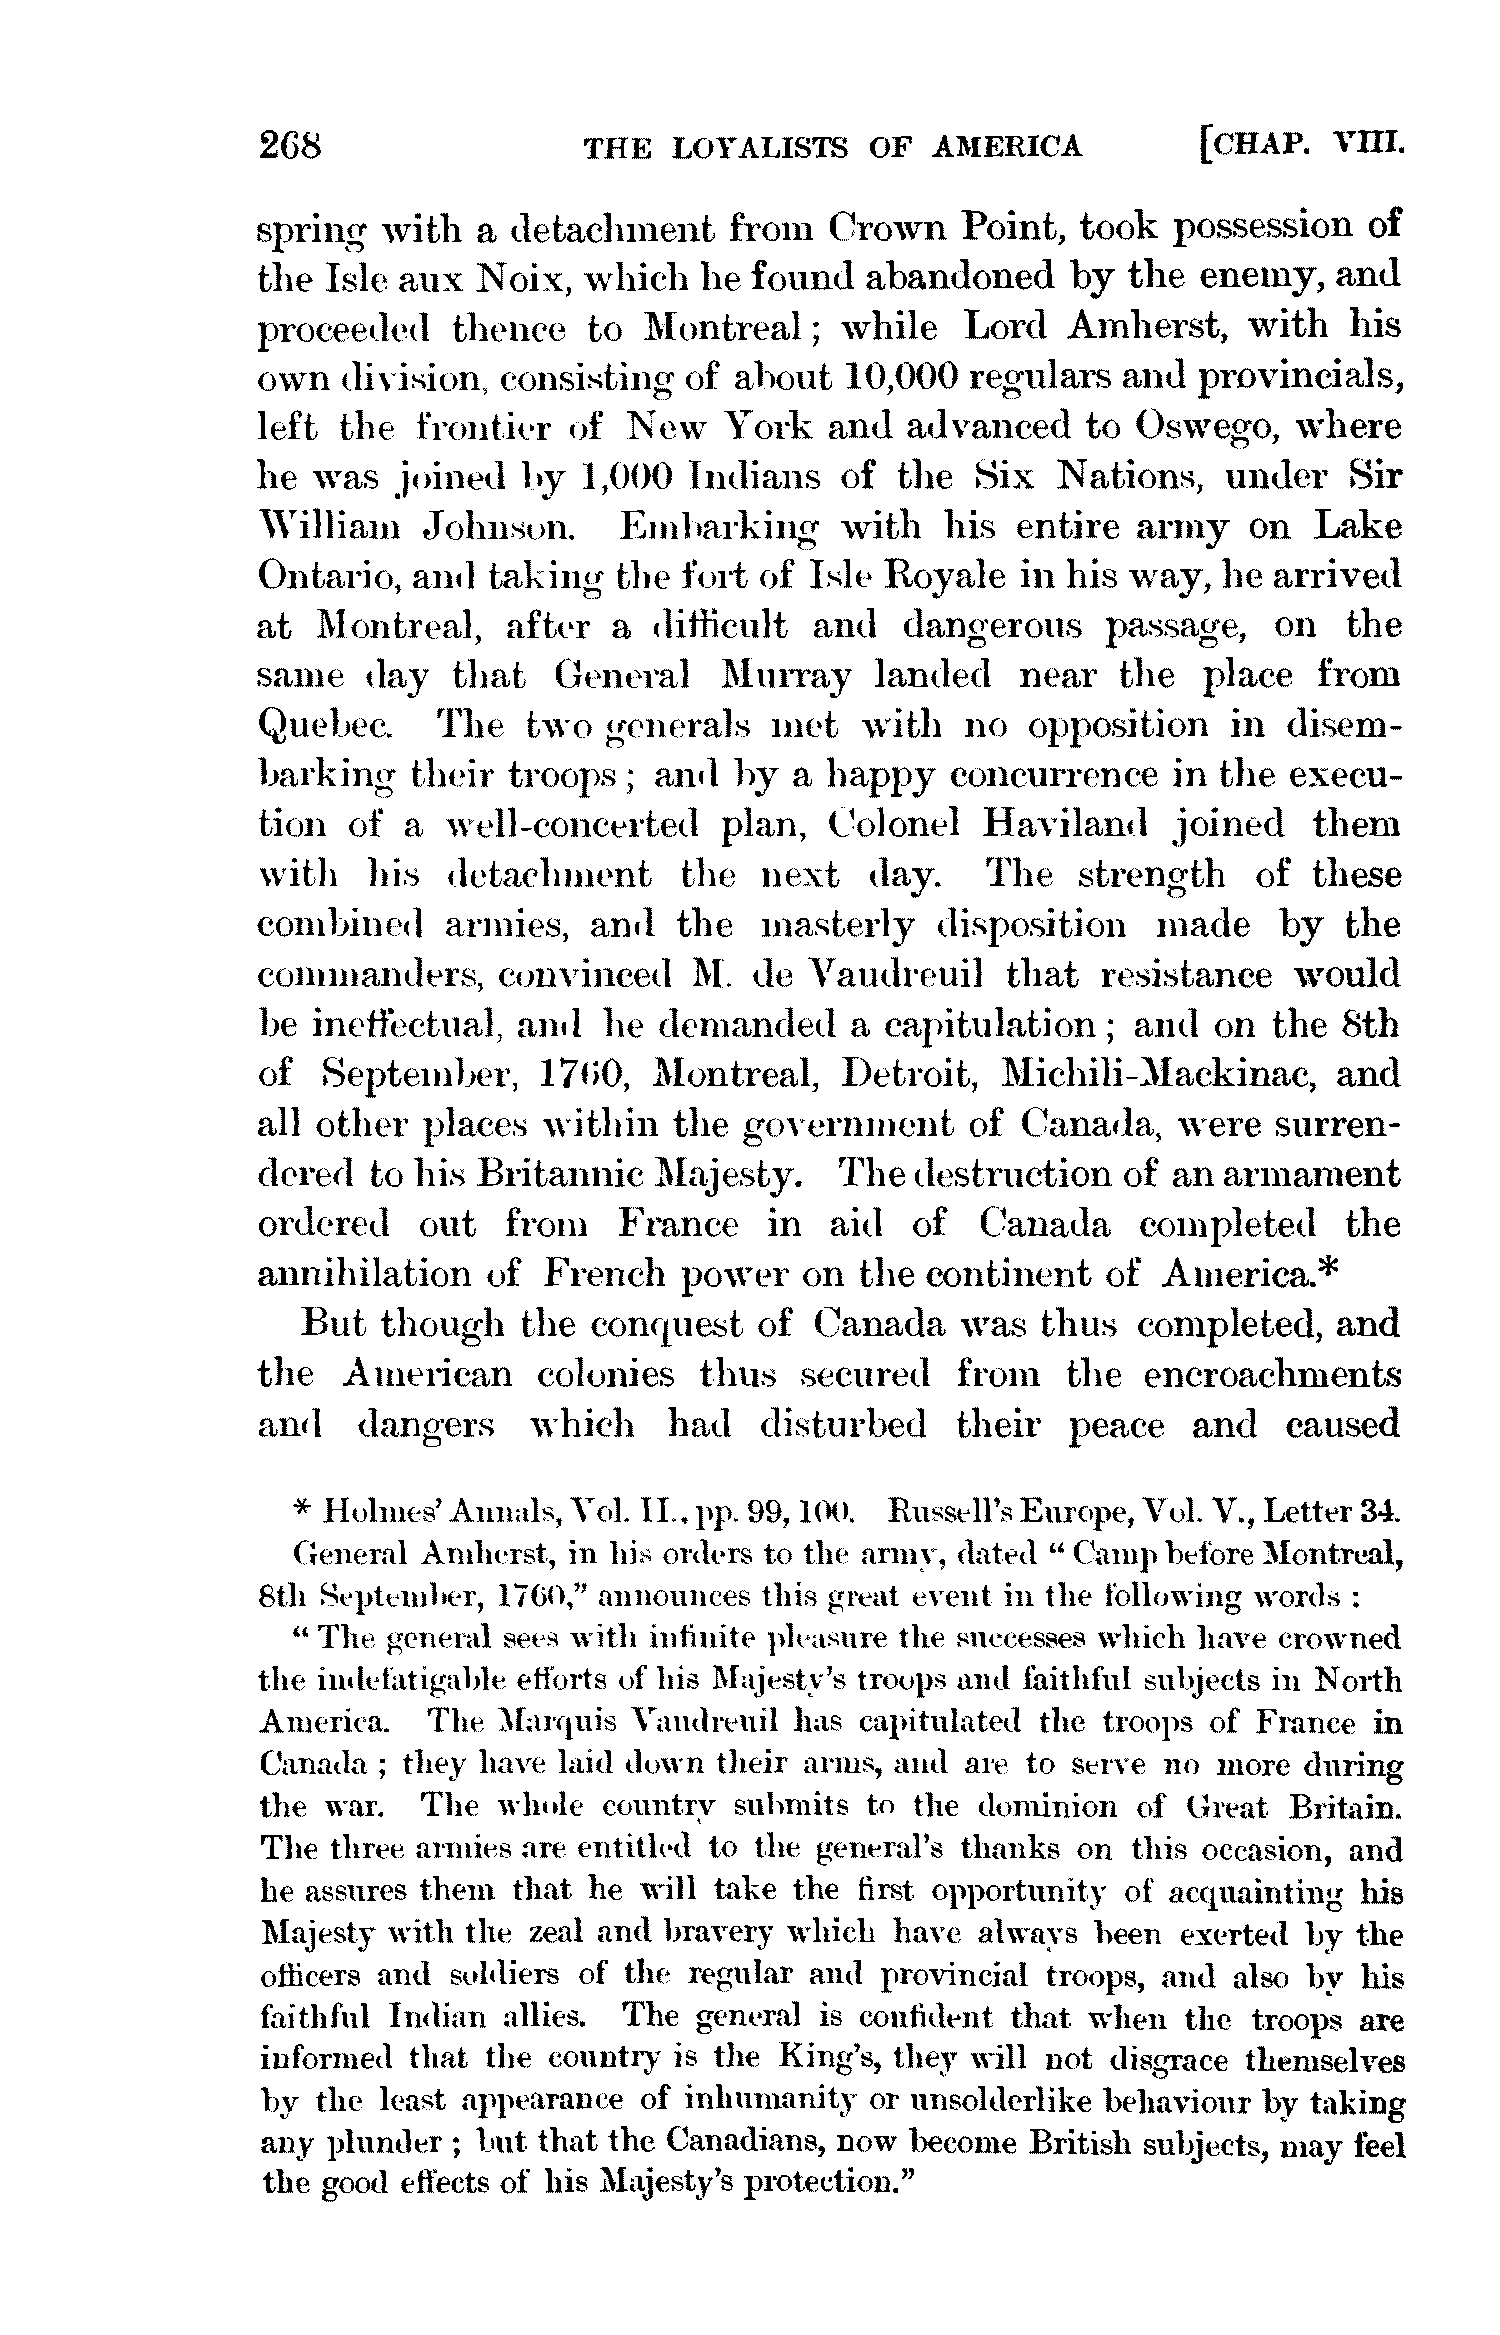 268 THE LOYALISTS OF AMERICA [CHAP. VIII.
spring with a detachment from Crown Point, took possession of
the Isle aux Noix, which he found abandoned by the enemy, and
proceeded thence to Montreal ; while Lord Amherst, with his
own division, consisting of about 10,000 regulars and provincials,
left the frontier of New York and advanced to Oswego, where
he was joined by 1,000 Indians of the Six Nations, under Sir
William Johnson. Embarking with his entire army on Lake
Ontario, and taking the fort of Isle Royale in his way, he arrived
at Montreal, after a difficult and dangerous passage, on the
same day that General Murray landed near the place from
Quebec. The two generals met with no opposition in disem-
barking their troops ; and by a happy concurrence in the execu-
tion of a well-concerted plan, Colonel Haviland joined them
with his detachment the next day. The strength of these
combined armies, and the masterly disposition made by the
commanders, convinced M. de Vaudreuil that resistance would
be ineffectual, and he demanded a capitulation ; and on the 8th
of September, 1760, Montreal, Detroit, Michili-Mackinac, and
all other places within the government of Canada, were surren-
dered to his Britannic Majesty. The destruction of an armament
ordered out from France in aid of Canada completed the
annihilation of French power on the continent of America.*
But though the conquest of Canada was thus completed, and
the American colonies thus secured from the encroachments
and dangers which had disturbed their peace and caused
* Holmes' Annals, Vol. II., pp. 99, 100. Russell's Europe, Vol. V., Letter 34.
General Amherst, in his orders to the army, dated " Camp before Montreal,
8th September, 1760," announces this great event in the following words :
" The general sees with infinite pleasure the successes which have crowned
the indefatigable efforts of his Majesty's troops and faithful subjects in North
America. The Marquis Vaudreuil has capitulated the troops of France in
Canada ; they have laid down their arms, and are to serve no more during
the war. The whole country submits to the dominion of Great Britain.
The three armies are entitled to the general's thanks on this occasion, and
he assures them that he will take the first opportunity of acquainting his
Majesty with the zeal and bravery which have always been exerted by the
officers and soldiers of the regular and provincial troops, and also by his
faithful Indian allies. The general is confident that when the troops are
informed that the country is the King's, they will not disgrace themselves
by the least appearance of inhumanity or unsolderlike behaviour by taking
any plunder ; but that the Canadians, now become British subjects, may feel
the good effects of his Majesty's protection."